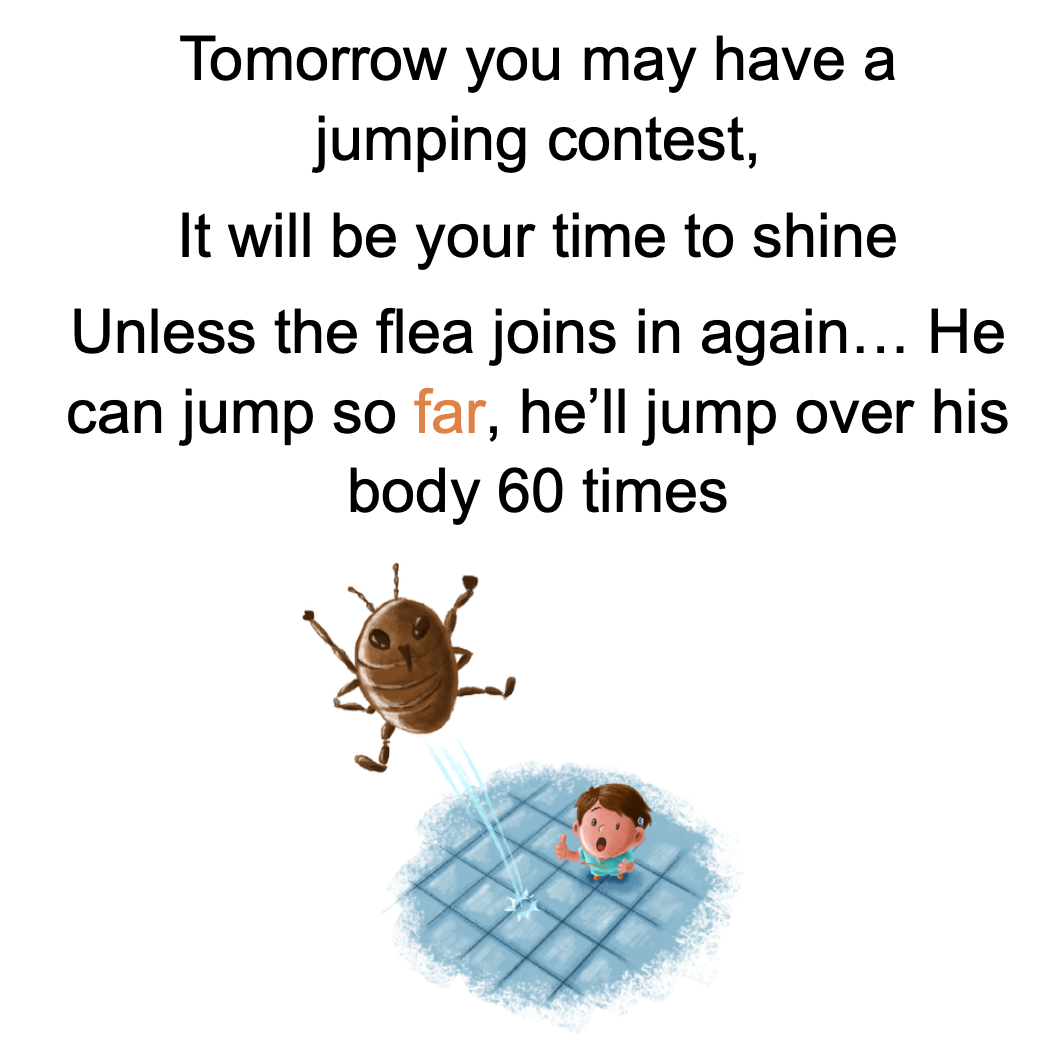 Tomorrow you may have a
jumping contest,
It will be your time to shine
Unless the flea joins in again… He
can jump so far, he’ll jump over his
body 60 times